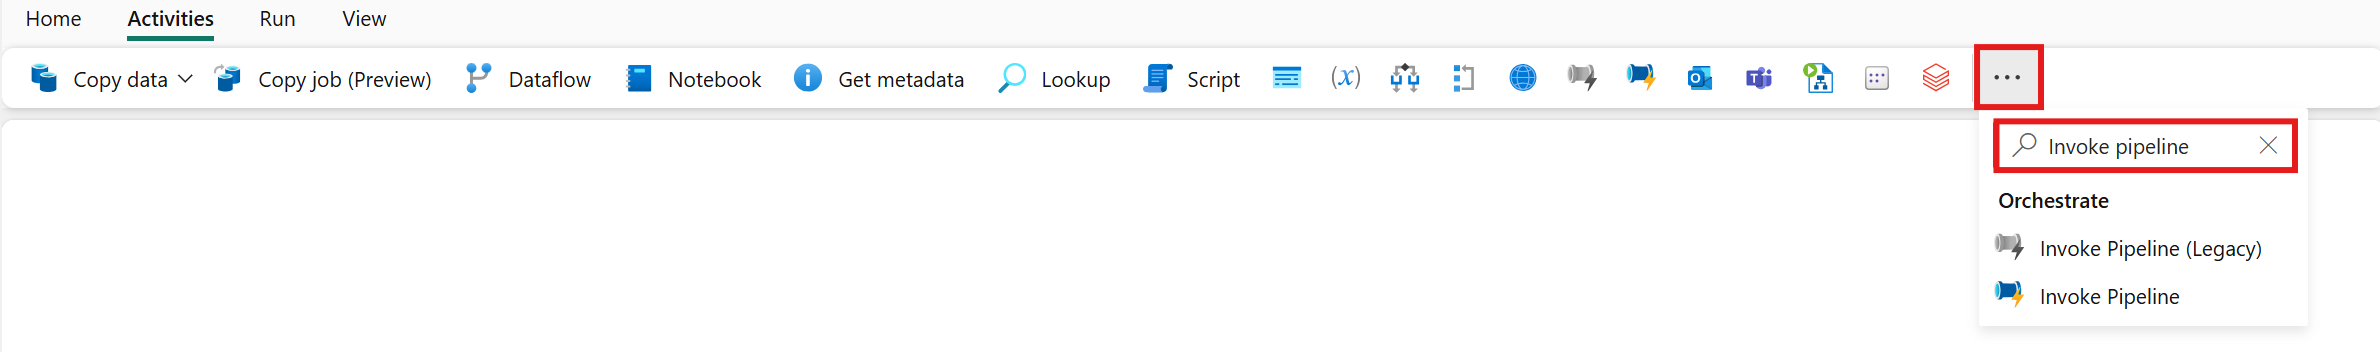 Home Activities Run View
Copy data Copy job (Preview) Dataflow Notebook Get metadata Lookup Script (x)
Invoke pipeline
Orchestrate
Invoke Pipeline (Legacy)
Invoke Pipeline